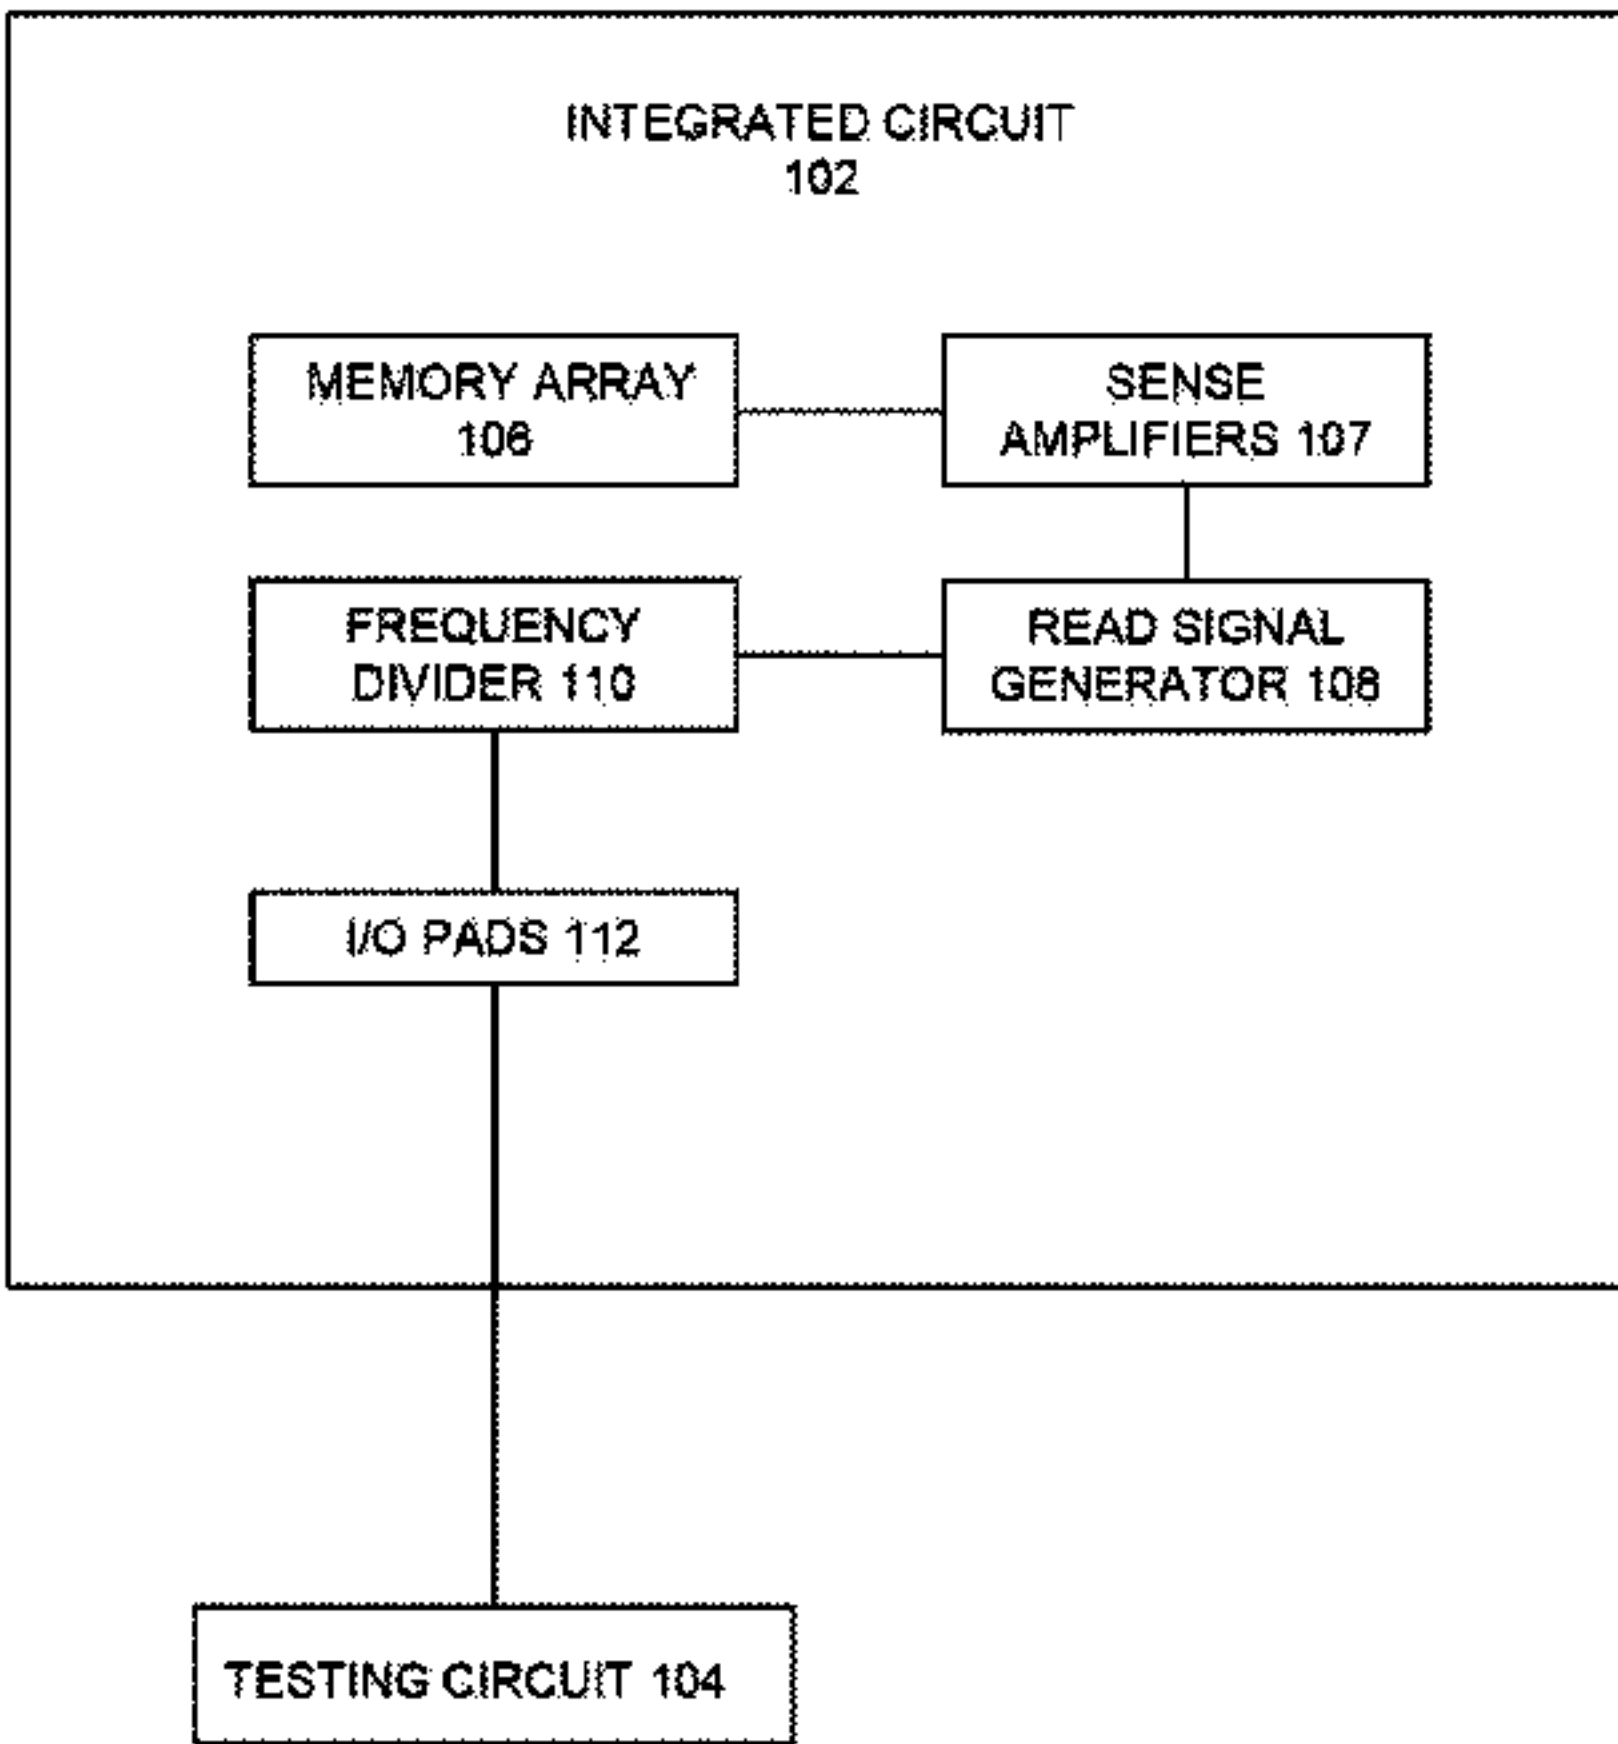 INTEGRATED CIRCUIT
102
MEMORY ARRAY
106
SENSE
AMPLIFIERS 107
FREQUENCY
DIVIDER 110
READ SIGNAL
GENERATOR 108
I/O PADS 112
TESTING CIRCUIT 104